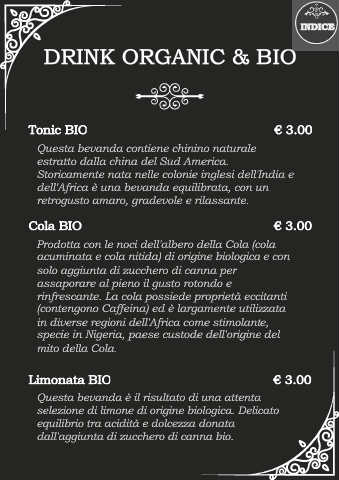 INDICE
DRINK ORGANIC & BIO
Tonic BIO € 3.00
Questa bevanda contiene chinino naturale
estratto dalla china del Sud America.
Storicamente nata nelle colonie inglesi dell'India e
dell'Africa è una bevanda equilibrata, con un
retrogusto amaro, gradevole e rilassante.
Cola BIO € 3.00
Prodotta con le noci dell'albero della Cola (cola
acuminata e cola nitida) di origine biologica e con
solo aggiunta di zucchero di canna per
assaporare al pieno il gusto rotondo e
rinfrescante. La cola possiede proprietà eccitanti
(contengono Caffeina) ed è largamente utilizzata
in diverse regioni dell'Africa come stimolante,
specie in Nigeria, paese custode dell'origine del
mito della Cola.
Limonata BIO € 3.00
Questa bevanda è il risultato di una attenta
selezione di limone di origine biologica. Delicato
equilibrio tra acidità e dolcezza donata
dall'aggiunta di zucchero di canna bio.